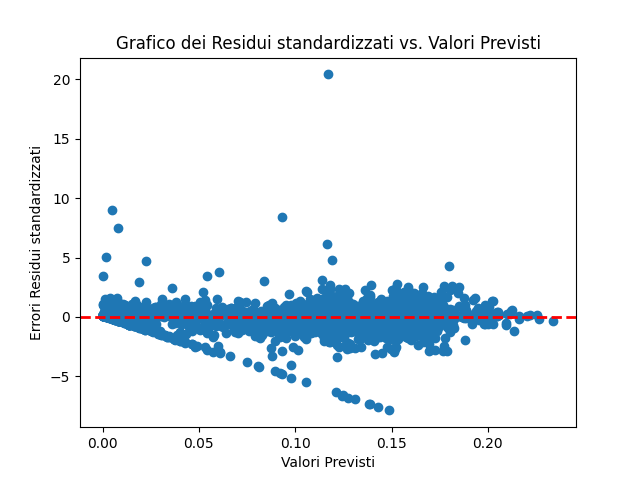 Grafico dei Residui standardizzati vs. Valori Previsti
Errori Residui standardizzati
20
15
10
5
0
−5
0.00 0.05 0.10 0.15 0.20
Valori Previsti